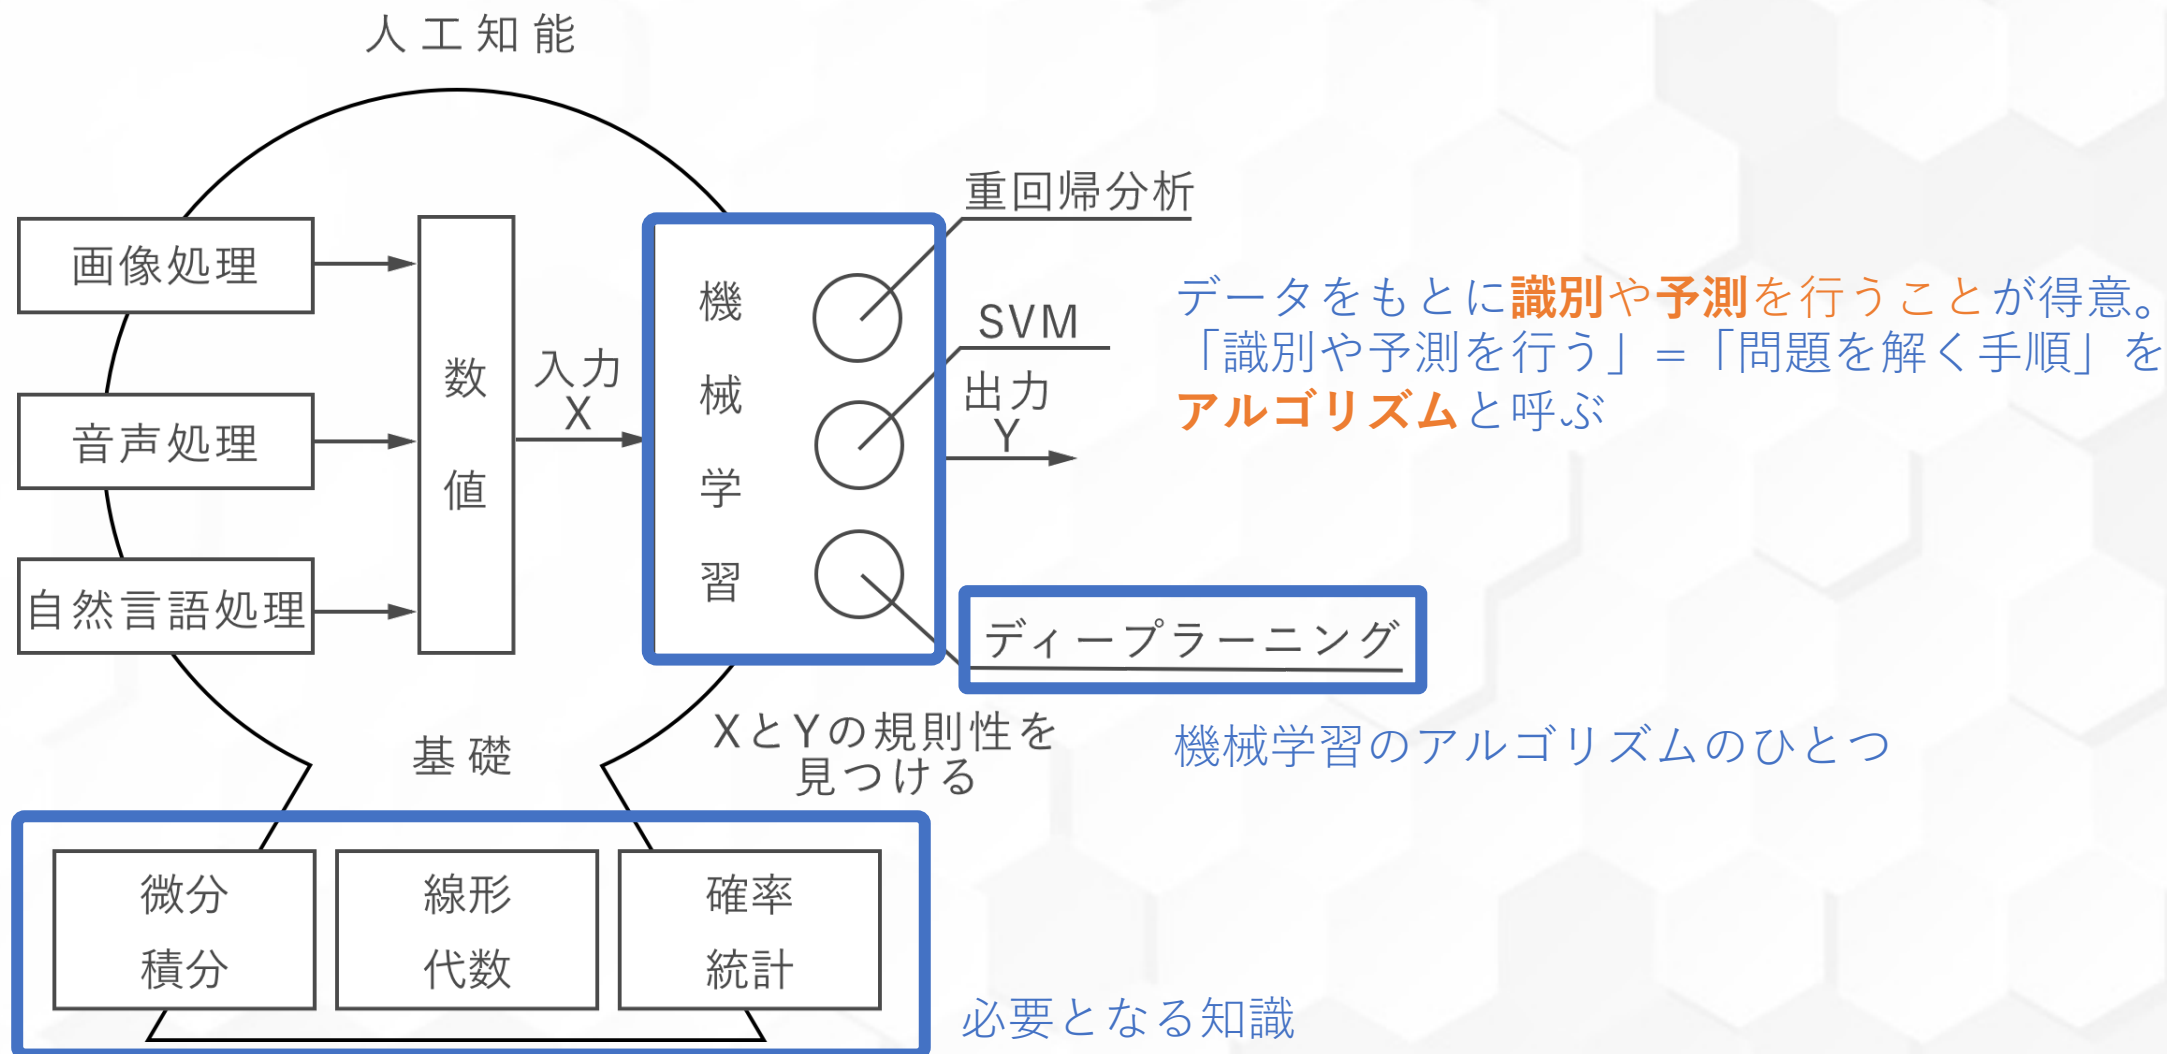 人工知能
画像処理
音声処理
自然言語処理
数値
入力
X
機械学習
重回帰分析
SVM
出力
Y
ディープラーニング
データをもとに識別や予測を行うことが得意。
「識別や予測を行う」=「問題を解く手順」を
アルゴリズムと呼ぶ
機械学習のアルゴリズムのひとつ
XとYの規則性を
見つける
基礎
微分
積分
線形
代数
確率
統計
必要となる知識